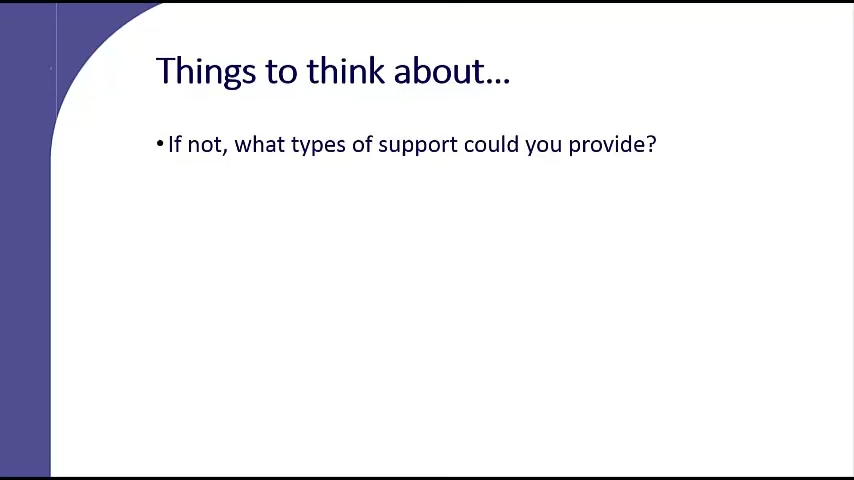 Things to think about...
• If not, what types of support could you provide?